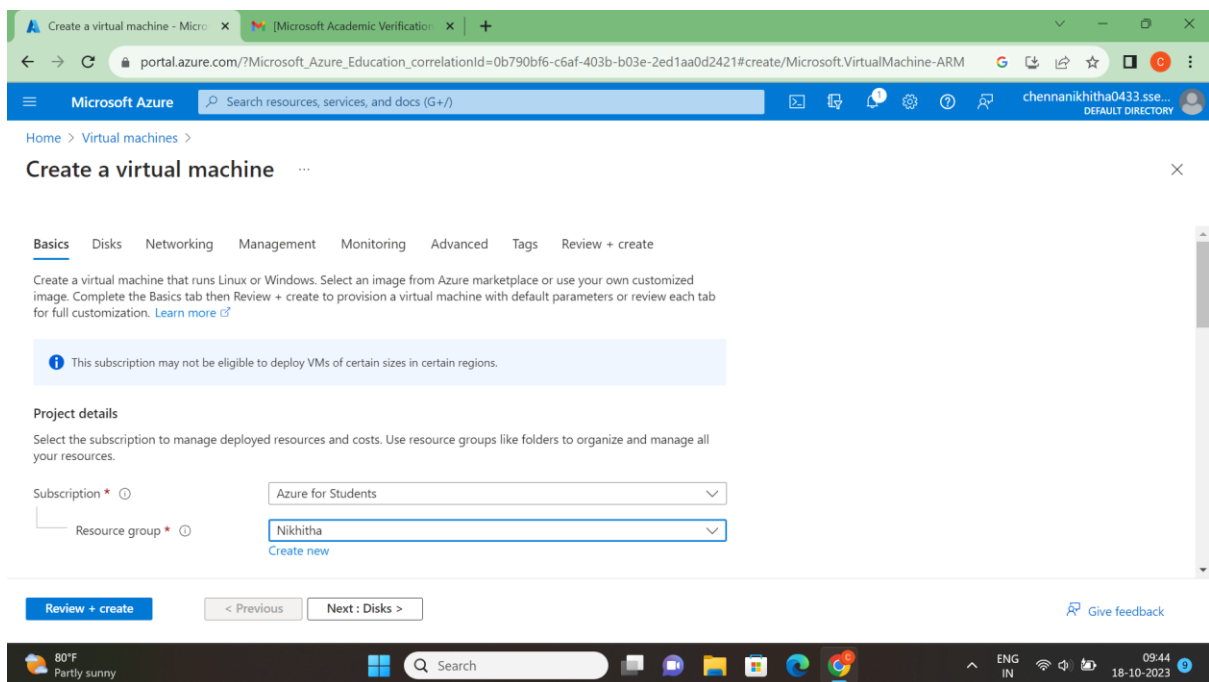 Create a virtual machine - Micro
[Microsoft Academic Verification
portal.azure.com/?Microsoft_Azure_Education_correlationId=0b790bf6-c6af-403b-b03e-2ed1aa0d2421#create/Microsoft.VirtualMachine-ARM
G
C
Microsoft Azure
Search resources, services, and docs (G+/)
1
chennanikhitha0433.sse...
DEFAULT DIRECTORY
Home > Virtual machines >
Create a virtual machine ...
Basics Disks Networking Management Monitoring Advanced Tags Review + create
Create a virtual machine that runs Linux or Windows. Select an image from Azure marketplace or use your own customized
image. Complete the Basics tab then Review + create to provision a virtual machine with default parameters or review each tab
for full customization. Learn more
This subscription may not be eligible to deploy VMs of certain sizes in certain regions.
Project details
Select the subscription to manage deployed resources and costs. Use resource groups like folders to organize and manage all
your resources.
Subscription * Azure for Students
Resource group * Nikhitha
Create new
Review + create < Previous Next : Disks > Give feedback
80°F
Partly sunny
Search
ENG
IN
09:44
18-10-2023
9